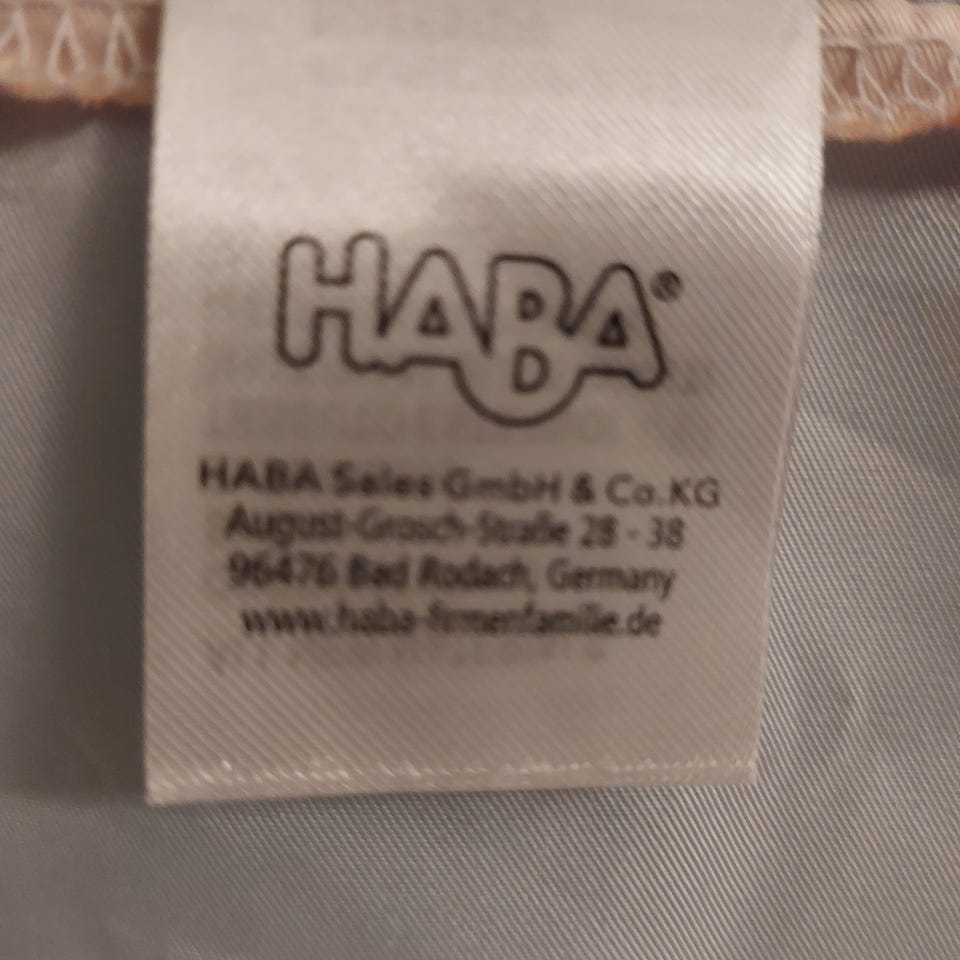 HABA®
HABA Sales GmbH & Co.KG
August-Grosch-Straße 28 - 38
96476 Bad Rodach, Germany
www.haba-firmenfamilie.de